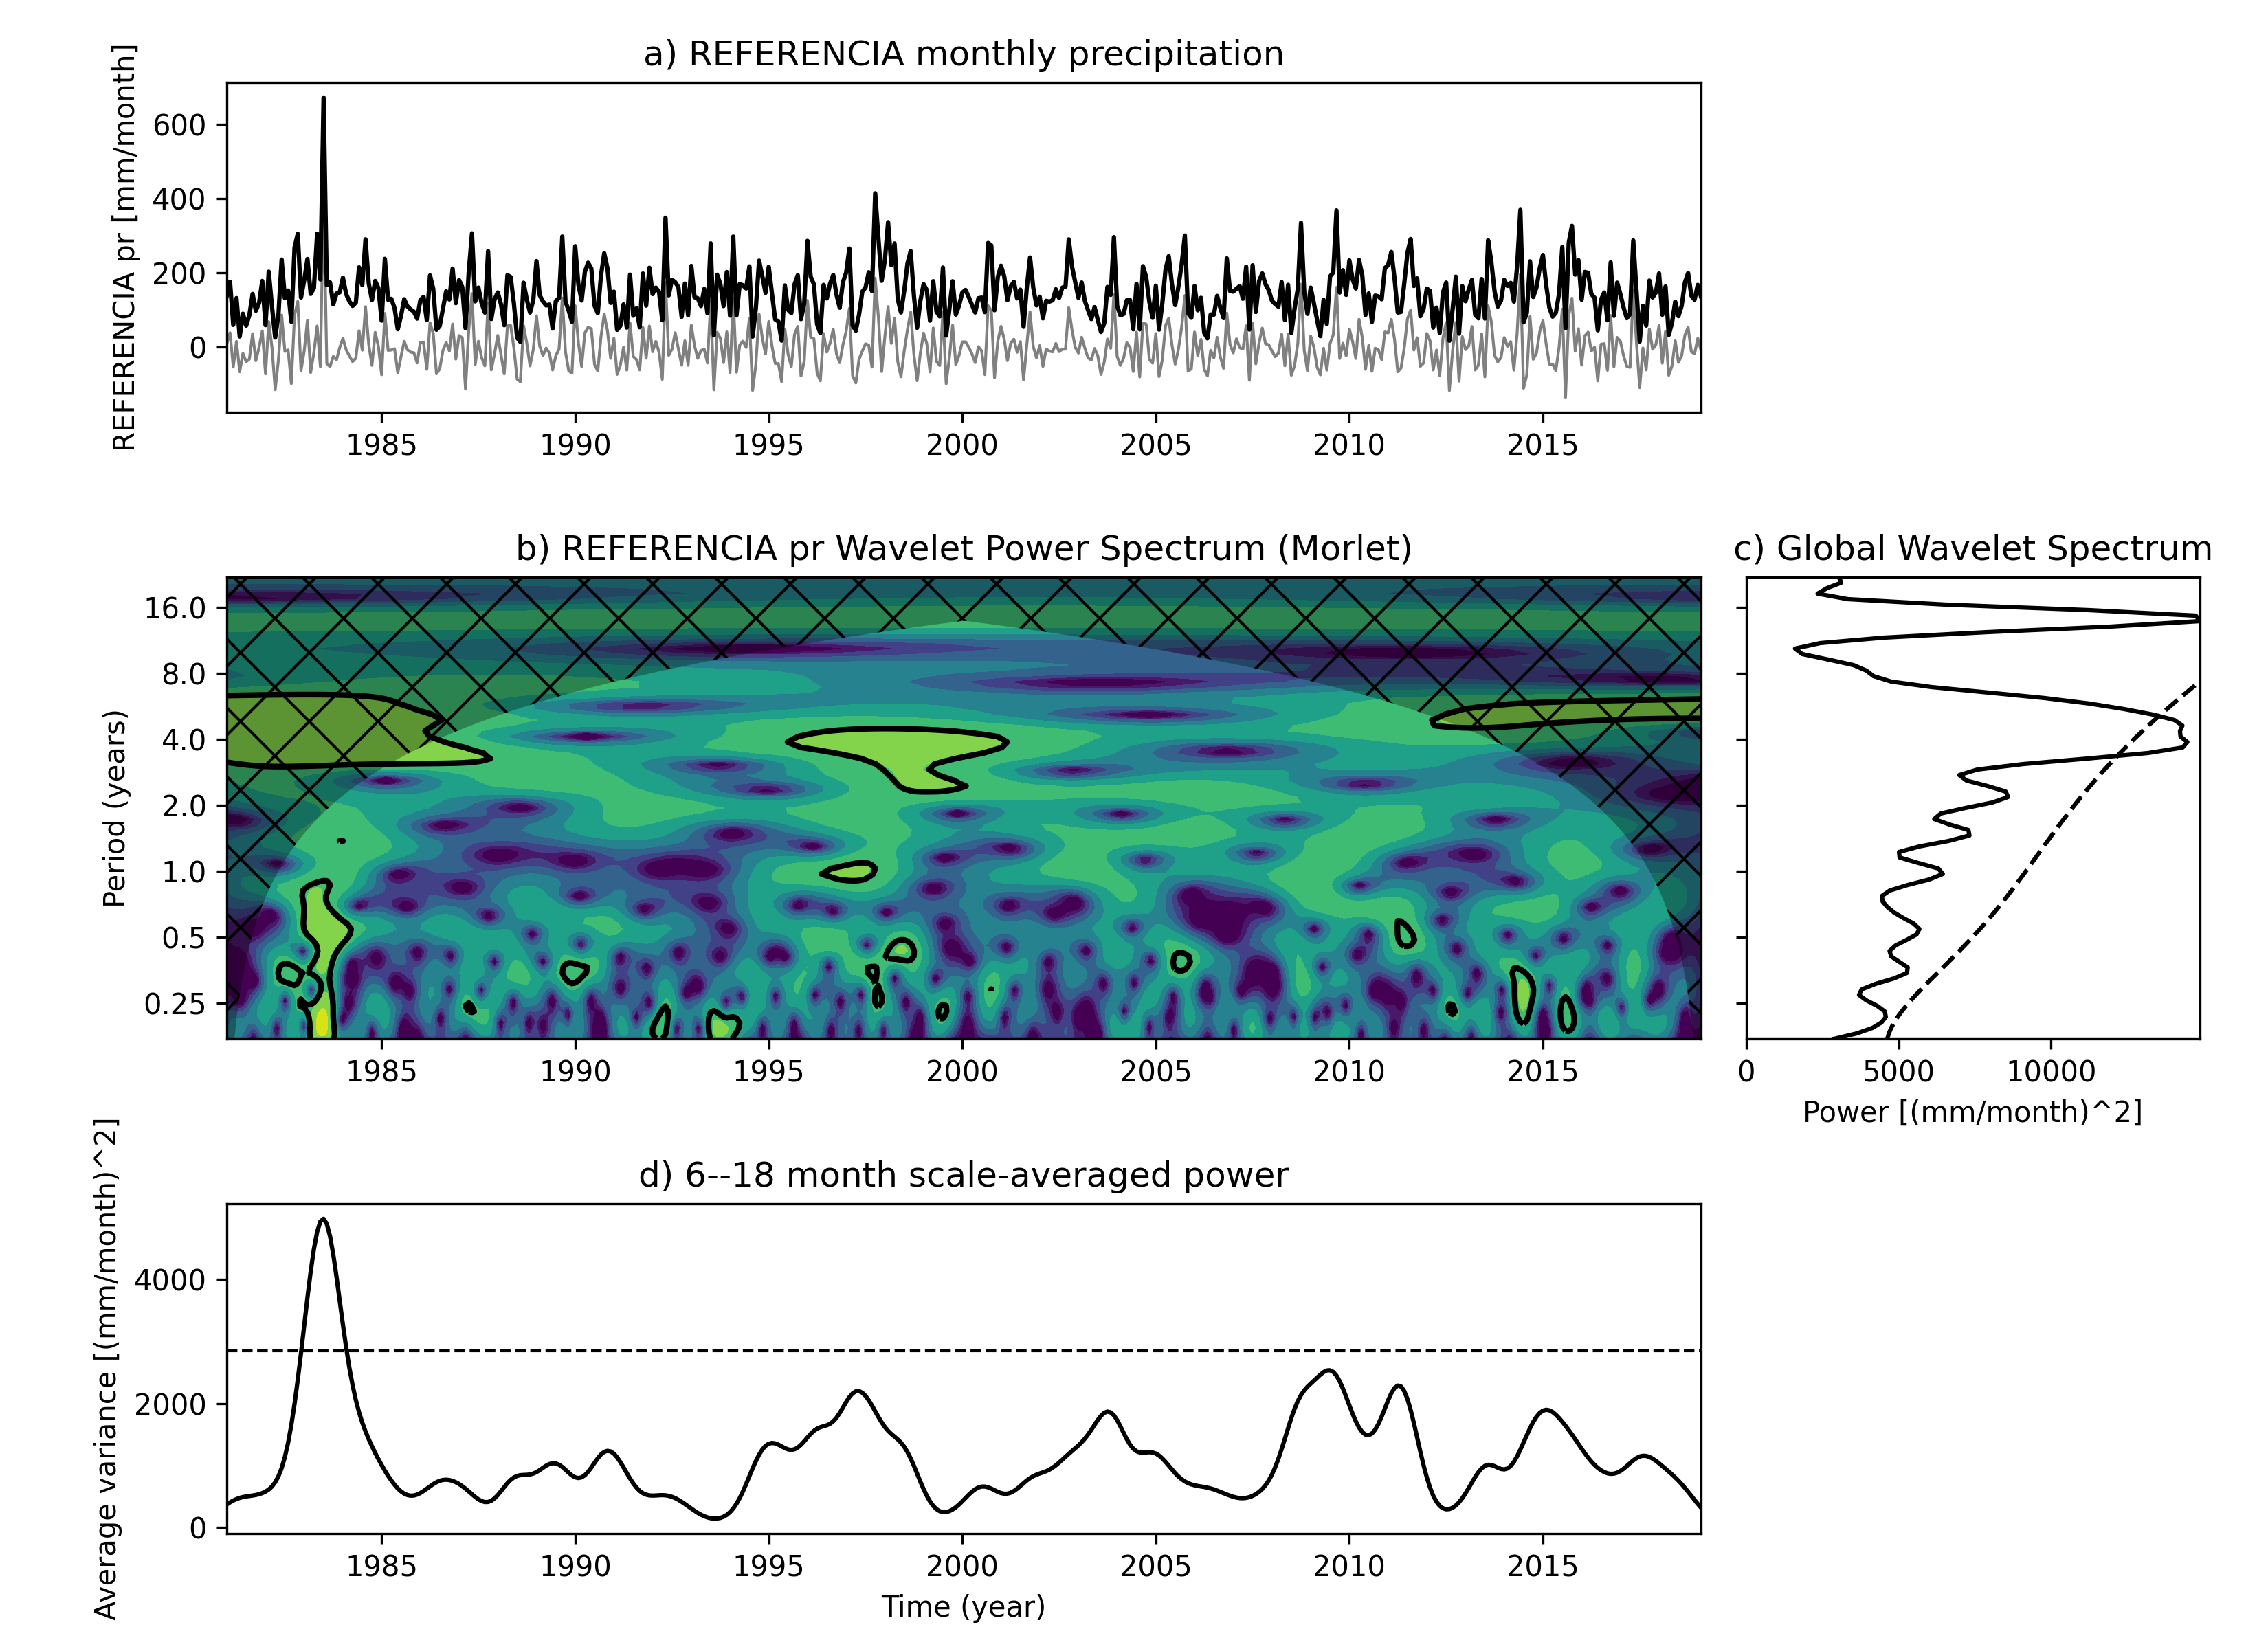 a) REFERENCIA monthly precipitation
REFERENCIA pr [mm/month]
600
400
200
0
1985 1990 1995 2000 2005 2010 2015
b) REFERENCIA pr Wavelet Power Spectrum (Morlet)
Period (years)
16.0
8.0
4.0
2.0
1.0
0.5
0.25
1985 1990 1995 2000 2005 2010 2015
c) Global Wavelet Spectrum
0 5000 10000
Power [(mm/month)^2]
d) 6--18 month scale-averaged power
Average variance [(mm/month)^2]
4000
2000
0
1985 1990 1995 2000 2005 2010 2015
Time (year)